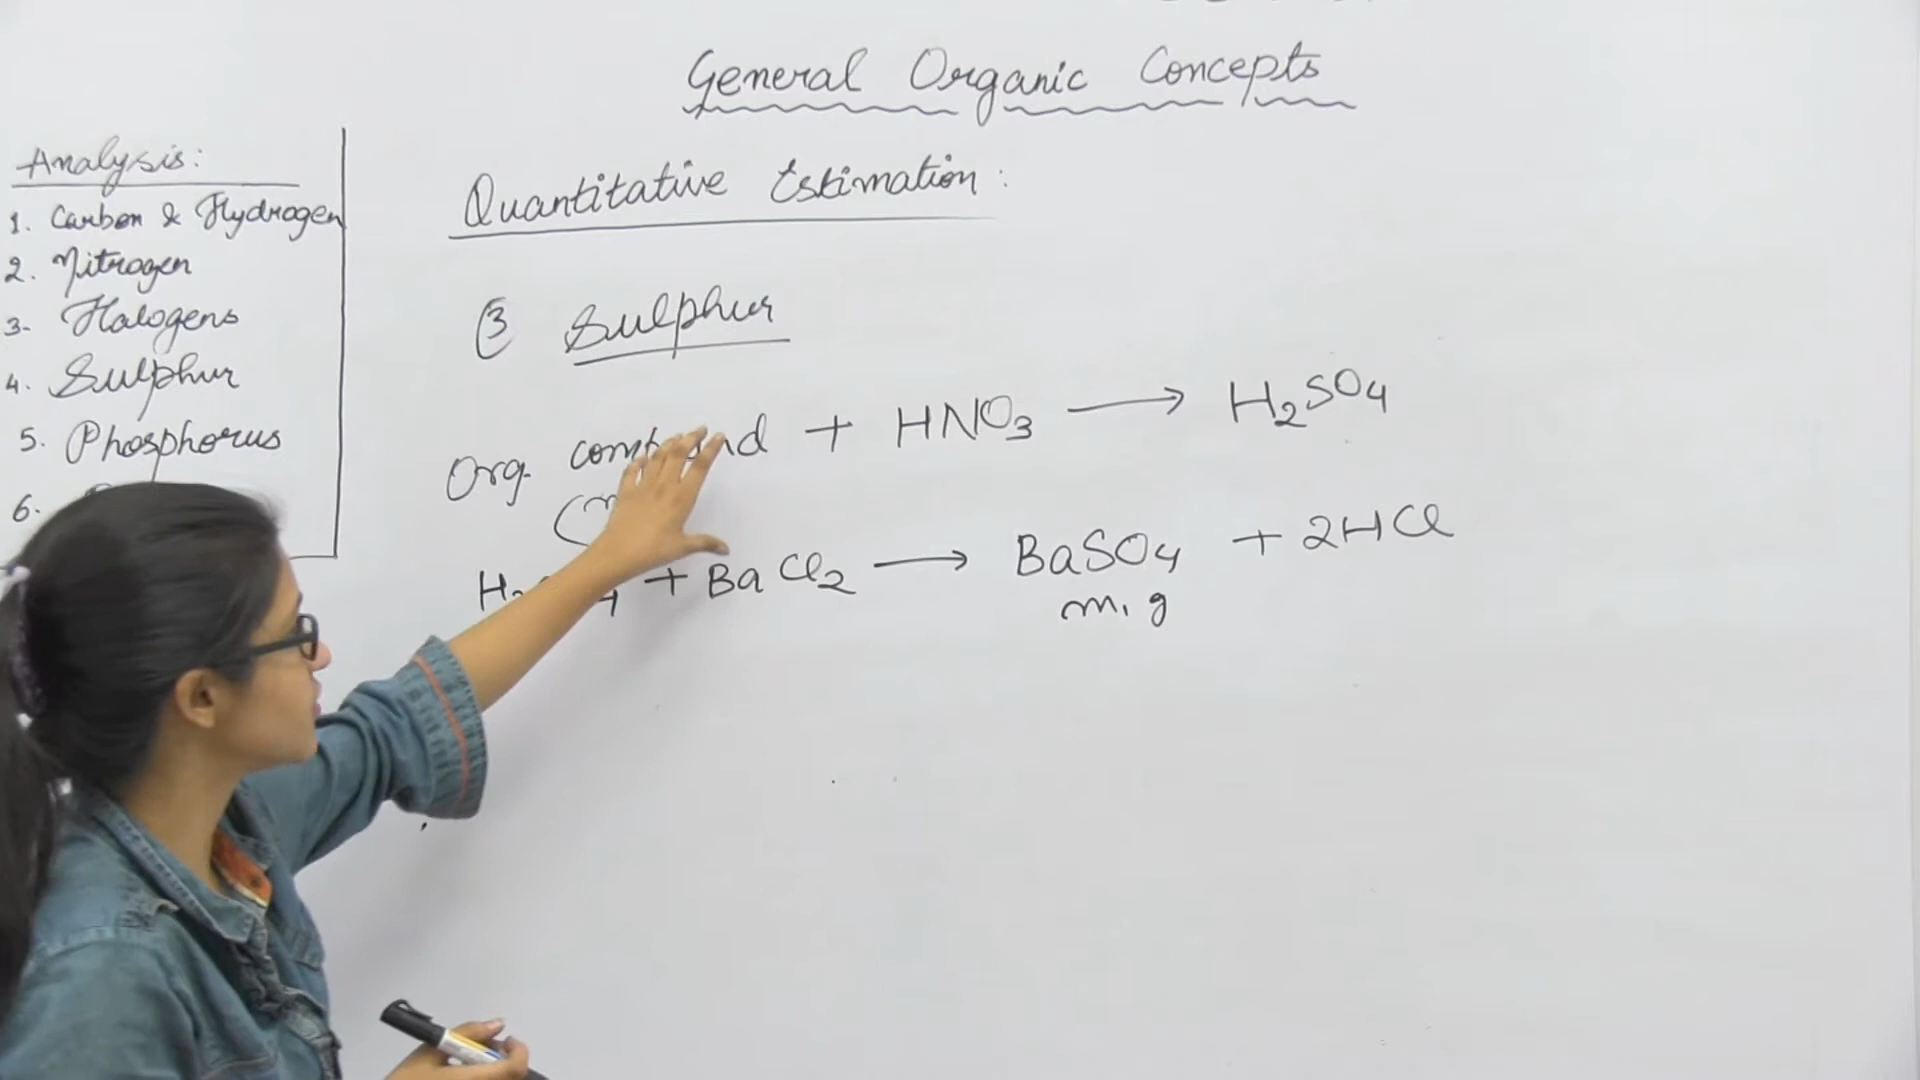 General Organic Concepts
Analysis:
1. Carbon & Hydrogen
2. Nitrogen
3- Halogens
4. Sulphur
5. Phosphorus
6.
Quantitative Estimation:
③ Sulphur
Org. compound + HNO₃ → H₂SO₄
(m
+ BaCl₂ → BaSO₄ + 2HCl
m, g